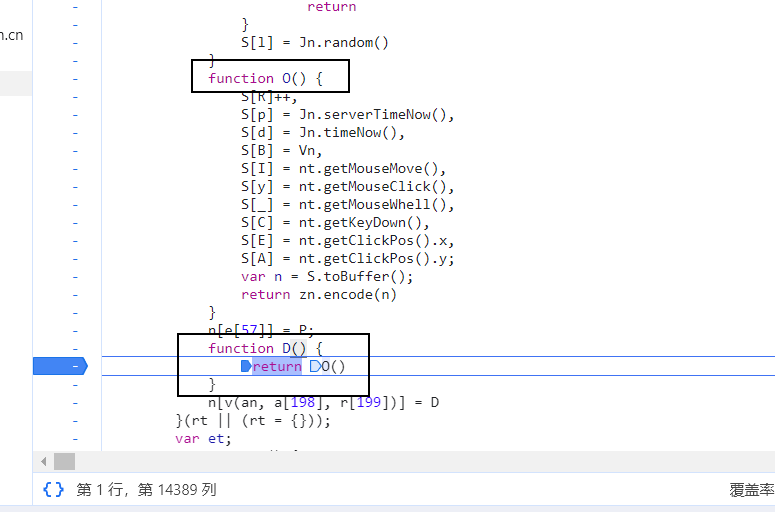 return
n.cn
}
S[l] = Jn.random()
}
function O() {
S[R]++,
S[p] = Jn.serverTimeNow(),
S[d] = Jn.timeNow(),
S[B] = Vn,
S[I] = nt.getMouseMove(),
S[y] = nt.getMouseClick(),
S[_] = nt.getMouseWhell(),
S[C] = nt.getKeyDown(),
S[E] = nt.getClickPos().x,
S[A] = nt.getClickPos().y;
var n = S.toBuffer();
return zn.encode(n)
}
n[e[57]] = P;
function D() {
return O()
}
n[v(an, a[198], r[199])] = D
}(rt || (rt = {}));
var et;
{} 第 1 行，第 14389 列
覆盖率